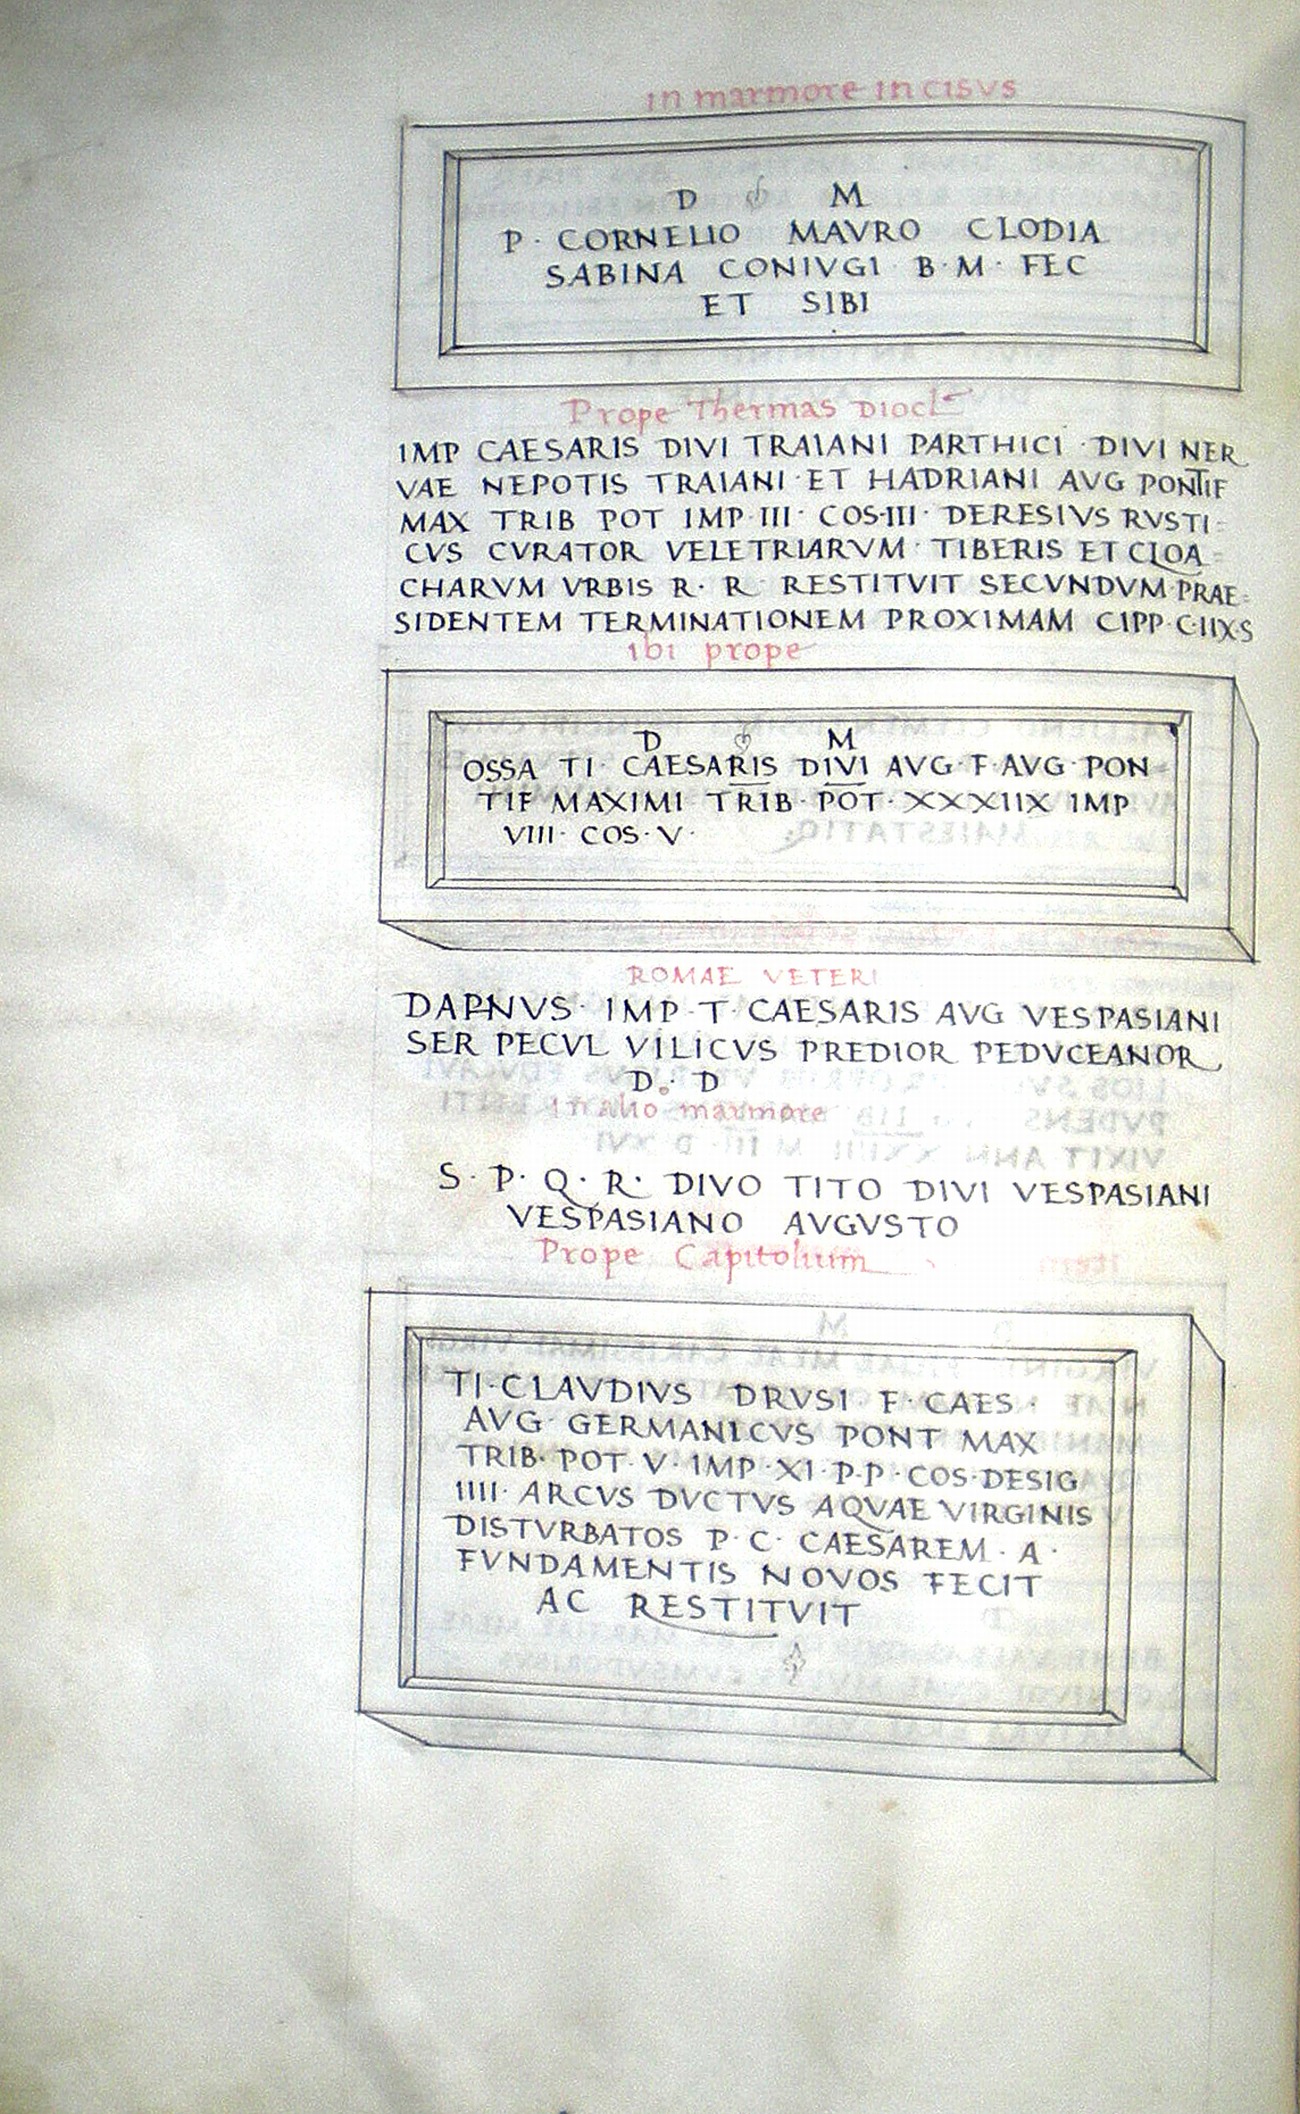 in marmore incisus
D M
P · CORNELIO MAVRO CLODIA
SABINA CONIVGI · B · M · FEC
ET SIBI
Prope Thermas Diocl
IMP CAESARIS DIVI TRAIANI PARTHICI · DIVI NER
VAE NEPOTIS TRAIANI · ET HADRIANI AVG PONTIF
MAX TRIB POT IMP · III · COS · III · DERESIVS RVSTI
CVS CVRATOR VELETRIARVM · TIBERIS ET CLOA
CHARVM VRBIS R · R RESTITVIT SECVNDVM · PRAE
SIDENTEM TERMINATIONEM PROXIMAM CIPP · C · IIX · S
ibi prope
D M
OSSA TI · CAESARIS DIVI AVG · F · AVG · PON
TIF MAXIMI TRIB · POT · XXXIIX IMP
VIII · COS · V ·
ROMAE VETERI
DAPHNVS · IMP · T · CAESARIS AVG VESPASIANI
SER PECVL VILICVS PREDIOR PEDVCEANOR
D · D
In alio marmore
S · P · Q · R · DIVO TITO DIVI VESPASIANI
VESPASIANO AVGVSTO
Prope Capitolium
TI · CLAVDIVS DRVSI F · CAES ·
AVG · GERMANICVS PONT MAX
TRIB · POT · V · IMP · XI · P · P · COS · DESIG
IIII · ARCVS DVCTVS AQVAE VIRGINIS
DISTVRBATOS P · C · CAESAREM · A ·
FVNDAMENTIS NOVOS FECIT
AC RESTITVIT